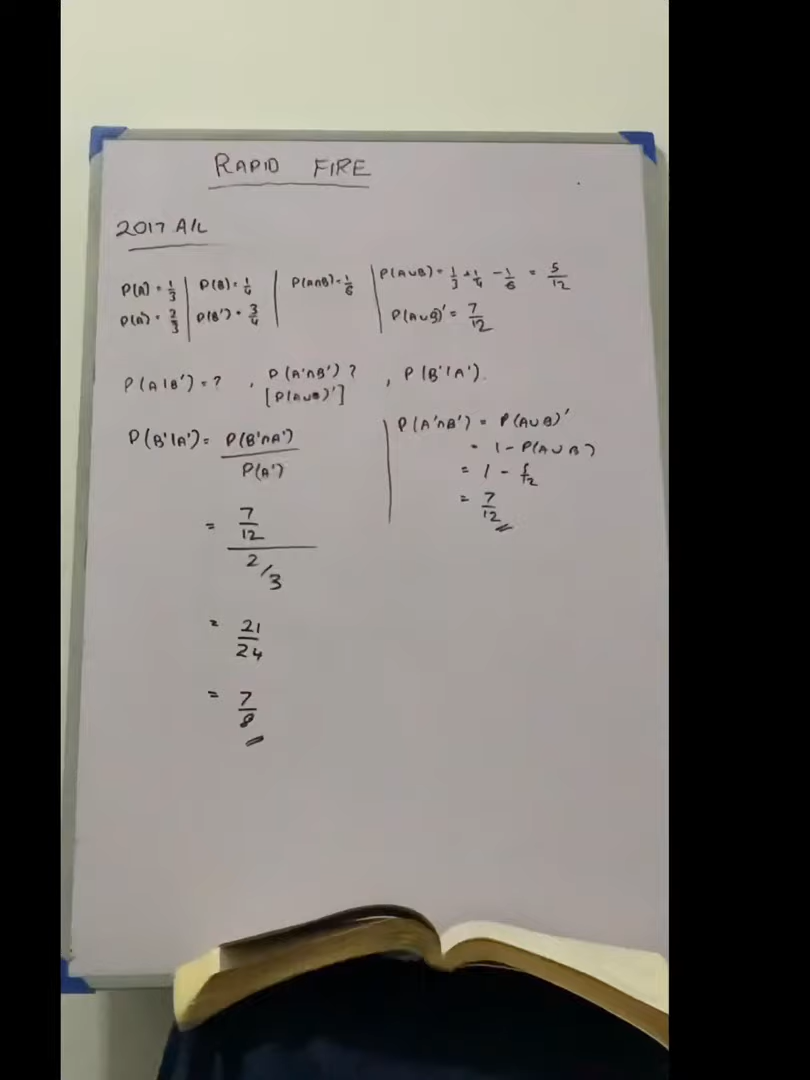 RAPID FIRE
2017 A/L
P(A) = 1/3 | P(B) = 1/4 | P(A∩B) = 1/6 | P(A∪B) = 1/3 + 1/4 - 1/6 = 5/12
P(A') = 2/3 | P(B') = 3/4 | P(A∪B)' = 7/12
P(A|B') = ? , P(A'∩B') ? , P(B'|A').
[P(A∪B)']
P(B'|A') = P(B'∩A') / P(A')
= 7/12 / 2/3
= 21/24
= 7/8
P(A'∩B') = P(A∪B)'
= 1 - P(A∪B)
= 1 - 5/12
= 7/12